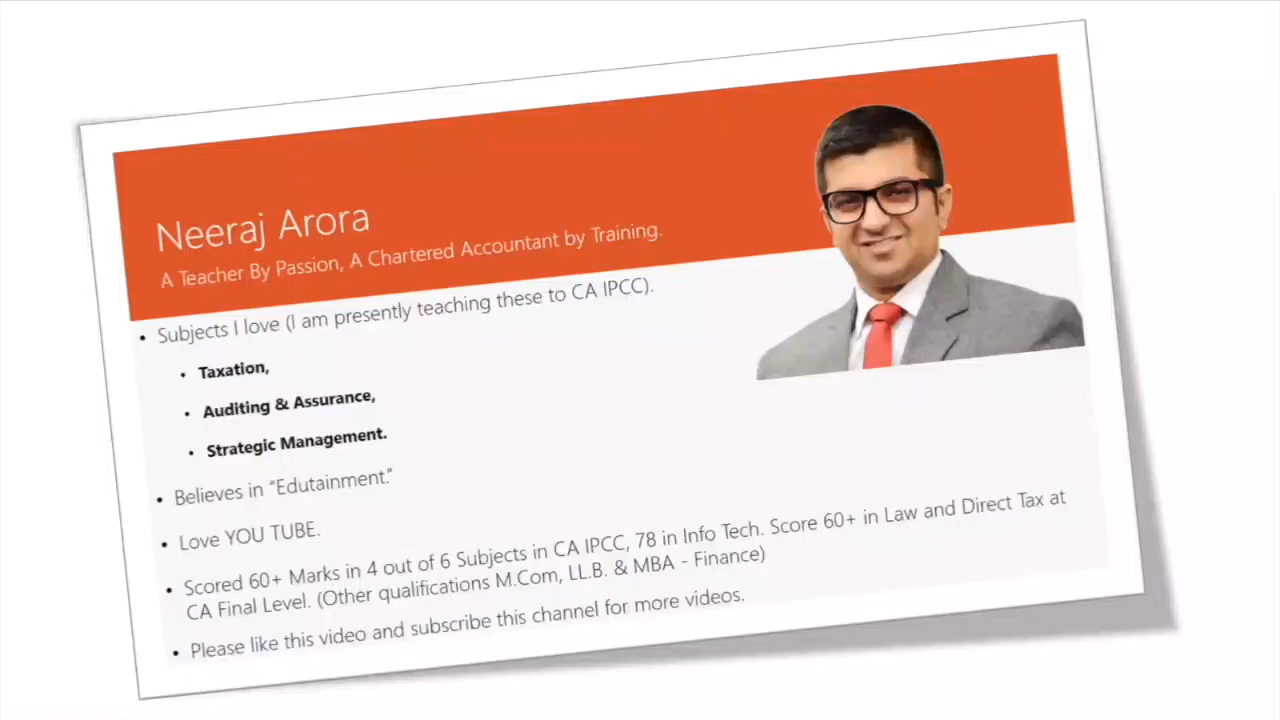 Neeraj Arora
A Teacher By Passion, A Chartered Accountant by Training.
• Subjects I love (I am presently teaching these to CA IPCC).
• Taxation,
• Auditing & Assurance,
• Strategic Management.
• Believes in “Edutainment.”
• Love YOU TUBE.
• Scored 60+ Marks in 4 out of 6 Subjects in CA IPCC, 78 in Info Tech. Score 60+ in Law and Direct Tax at
CA Final Level. (Other qualifications M.Com, LL.B. & MBA - Finance)
• Please like this video and subscribe this channel for more videos.